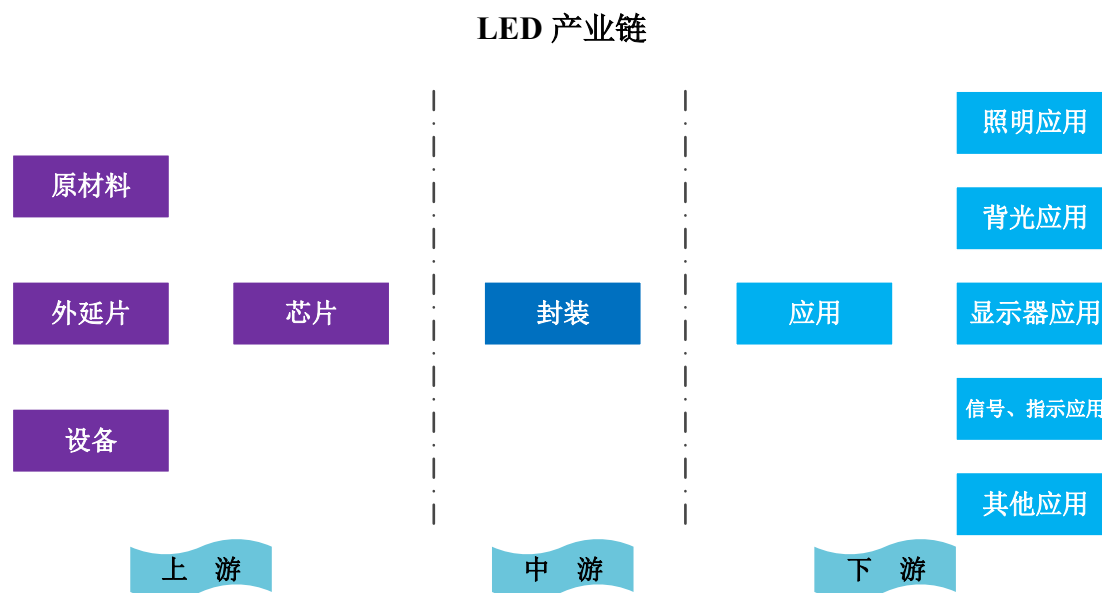 LED 产业链
原材料
外延片
设备
芯片
封装
应用
照明应用
背光应用
显示器应用
信号、指示应用
其他应用
上 游
中 游
下 游